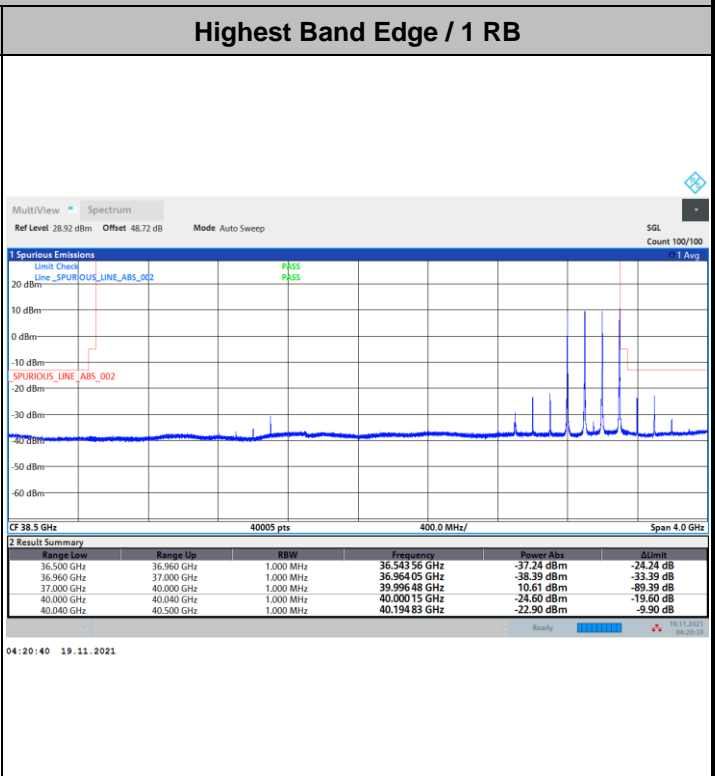 Highest Band Edge / 1 RB
MultiView Spectrum
Ref Level 28.92 dBm Offset 48.72 dB Mode Auto Sweep SGL
Count 100/100
1 Spurious Emissions 1 Avg
Limit Check PASS
Line _SPURIOUS_LINE_ABS_002 PASS
20 dBm
10 dBm
0 dBm
-10 dBm
_SPURIOUS_LINE_ABS_002
-20 dBm
-30 dBm
-40 dBm
-50 dBm
-60 dBm
CF 38.5 GHz 40005 pts 400.0 MHz/ Span 4.0 GHz
2 Result Summary
Range Low Range Up RBW Frequency Power Abs ΔLimit
36.500 GHz 36.960 GHz 1.000 MHz 36.543 56 GHz -37.24 dBm -24.24 dB
36.960 GHz 37.000 GHz 1.000 MHz 36.964 05 GHz -38.39 dBm -33.39 dB
37.000 GHz 40.000 GHz 1.000 MHz 39.996 48 GHz 10.61 dBm -89.39 dB
40.000 GHz 40.040 GHz 1.000 MHz 40.000 15 GHz -24.60 dBm -19.60 dB
40.040 GHz 40.500 GHz 1.000 MHz 40.194 83 GHz -22.90 dBm -9.90 dB
Ready 19.11.2021
04:20:39
04:20:40 19.11.2021